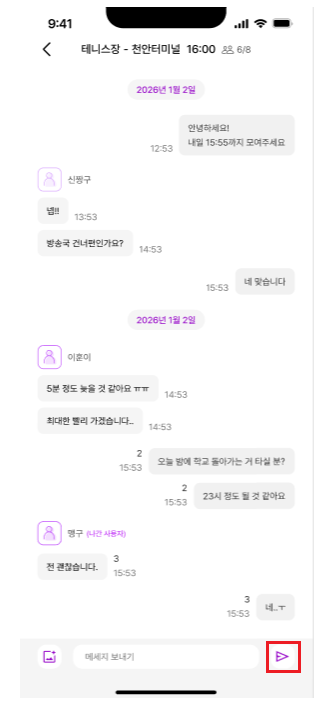 9:41
테니스장 - 천안터미널 16:00 6/8
2026년 1월 2일
안녕하세요!
내일 15:55까지 모여주세요
12:53
신짱구
넵!!
13:53
방송국 건너편인가요?
14:53
네 맞습니다
15:53
2026년 1월 2일
이훈이
5분 정도 늦을 것 같아요 ㅠㅠ
14:53
최대한 빨리 가겠습니다..
14:53
2
15:53
오늘 밤에 학교 돌아가는 거 타실 분?
2
15:53
23시 정도 될 것 같아요
맹구 (나간 사용자)
전 괜찮습니다.
3
15:53
3
15:53
네..ㅜ
메세지 보내기